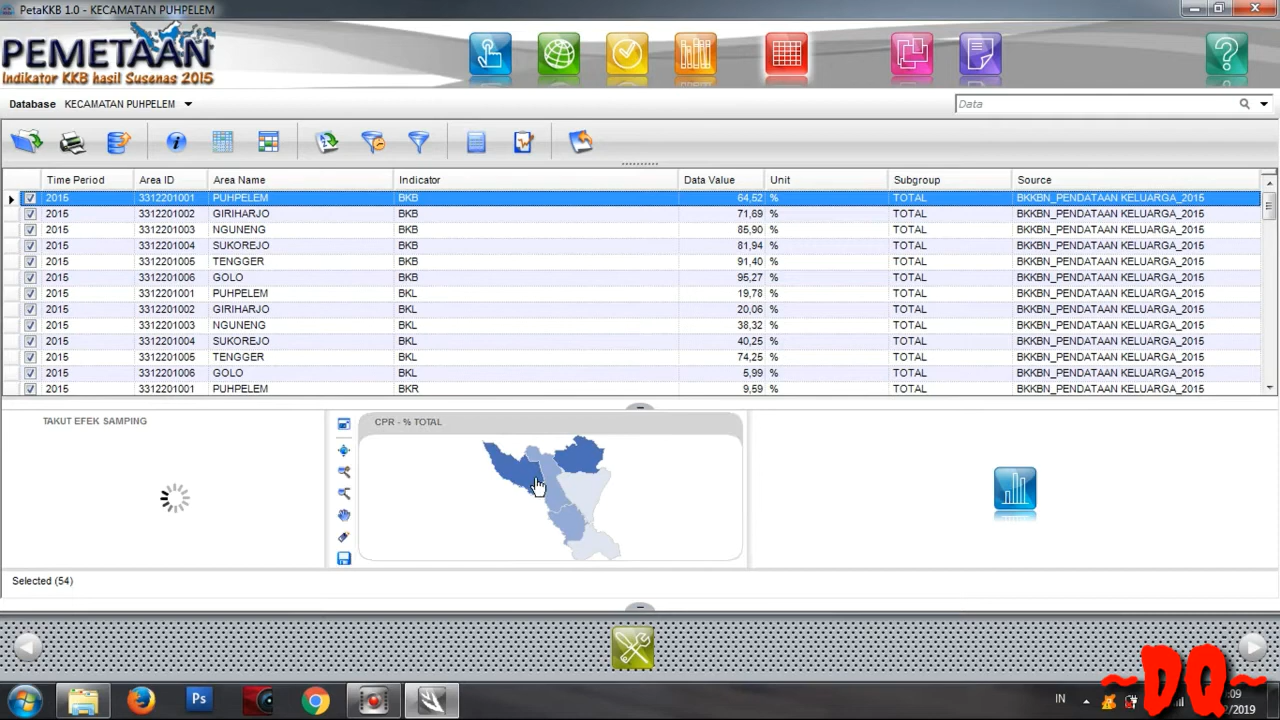 PetaKKB 1.0 - KECAMATAN PUHPELEM
PEMETAAN
Indikator KKB hasil Susenas 2015
Database KECAMATAN PUHPELEM
Data
Time Period Area ID Area Name Indicator Data Value Unit Subgroup Source
2015 3312201001 PUHPELEM BKB 64,52 % TOTAL BKKBN_PENDATAAN KELUARGA_2015
2015 3312201002 GIRIHARJO BKB 71,69 % TOTAL BKKBN_PENDATAAN KELUARGA_2015
2015 3312201003 NGUNENG BKB 85,90 % TOTAL BKKBN_PENDATAAN KELUARGA_2015
2015 3312201004 SUKOREJO BKB 81,94 % TOTAL BKKBN_PENDATAAN KELUARGA_2015
2015 3312201005 TENGGER BKB 91,40 % TOTAL BKKBN_PENDATAAN KELUARGA_2015
2015 3312201006 GOLO BKB 95,27 % TOTAL BKKBN_PENDATAAN KELUARGA_2015
2015 3312201001 PUHPELEM BKL 19,78 % TOTAL BKKBN_PENDATAAN KELUARGA_2015
2015 3312201002 GIRIHARJO BKL 20,06 % TOTAL BKKBN_PENDATAAN KELUARGA_2015
2015 3312201003 NGUNENG BKL 38,32 % TOTAL BKKBN_PENDATAAN KELUARGA_2015
2015 3312201004 SUKOREJO BKL 40,25 % TOTAL BKKBN_PENDATAAN KELUARGA_2015
2015 3312201005 TENGGER BKL 74,25 % TOTAL BKKBN_PENDATAAN KELUARGA_2015
2015 3312201006 GOLO BKL 5,99 % TOTAL BKKBN_PENDATAAN KELUARGA_2015
2015 3312201001 PUHPELEM BKR 9,59 % TOTAL BKKBN_PENDATAAN KELUARGA_2015
TAKUT EFEK SAMPING
CPR - % TOTAL
Selected (54)
Ps
IN
~DQ~